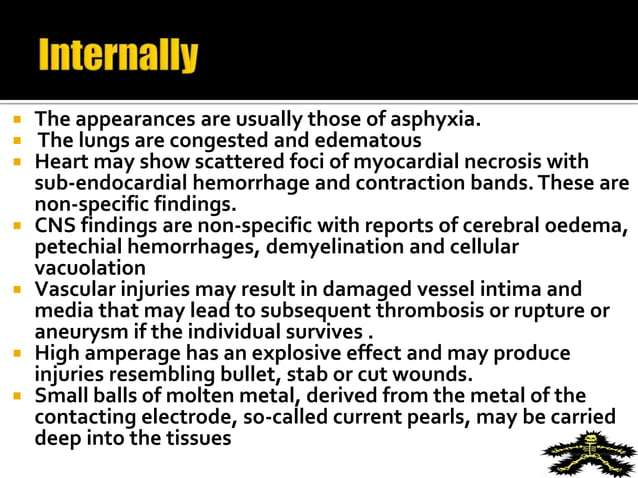 Internally
The appearances are usually those of asphyxia.
The lungs are congested and edematous
Heart may show scattered foci of myocardial necrosis with
sub-endocardial hemorrhage and contraction bands. These are
non-specific findings.
CNS findings are non-specific with reports of cerebral oedema,
petechial hemorrhages, demyelination and cellular
vacuolation
Vascular injuries may result in damaged vessel intima and
media that may lead to subsequent thrombosis or rupture or
aneurysm if the individual survives .
High amperage has an explosive effect and may produce
injuries resembling bullet, stab or cut wounds.
Small balls of molten metal, derived from the metal of the
contacting electrode, so-called current pearls, may be carried
deep into the tissues